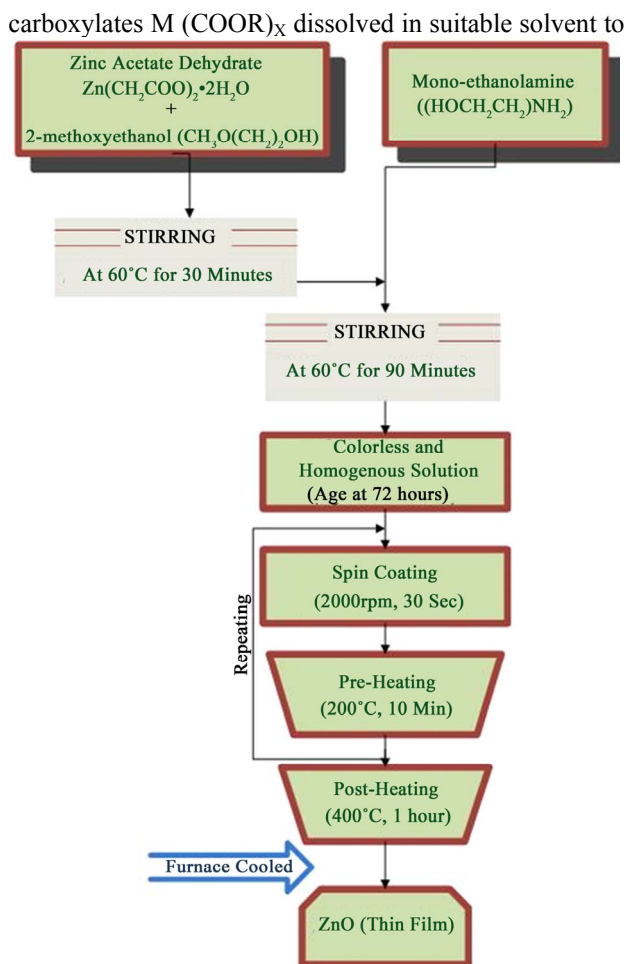 carboxylates M (COOR)X dissolved in suitable solvent to
Zinc Acetate Dehydrate
Zn(CH2COO)2•2H2O
+
2-methoxyethanol (CH3O(CH2)2OH)
Mono-ethanolamine
((HOCH2CH2)NH2)
STIRRING
At 60˚C for 30 Minutes
STIRRING
At 60˚C for 90 Minutes
Colorless and
Homogenous Solution
(Age at 72 hours)
Spin Coating
(2000rpm, 30 Sec)
Repeating
Pre-Heating
(200˚C, 10 Min)
Post-Heating
(400˚C, 1 hour)
Furnace Cooled
ZnO (Thin Film)